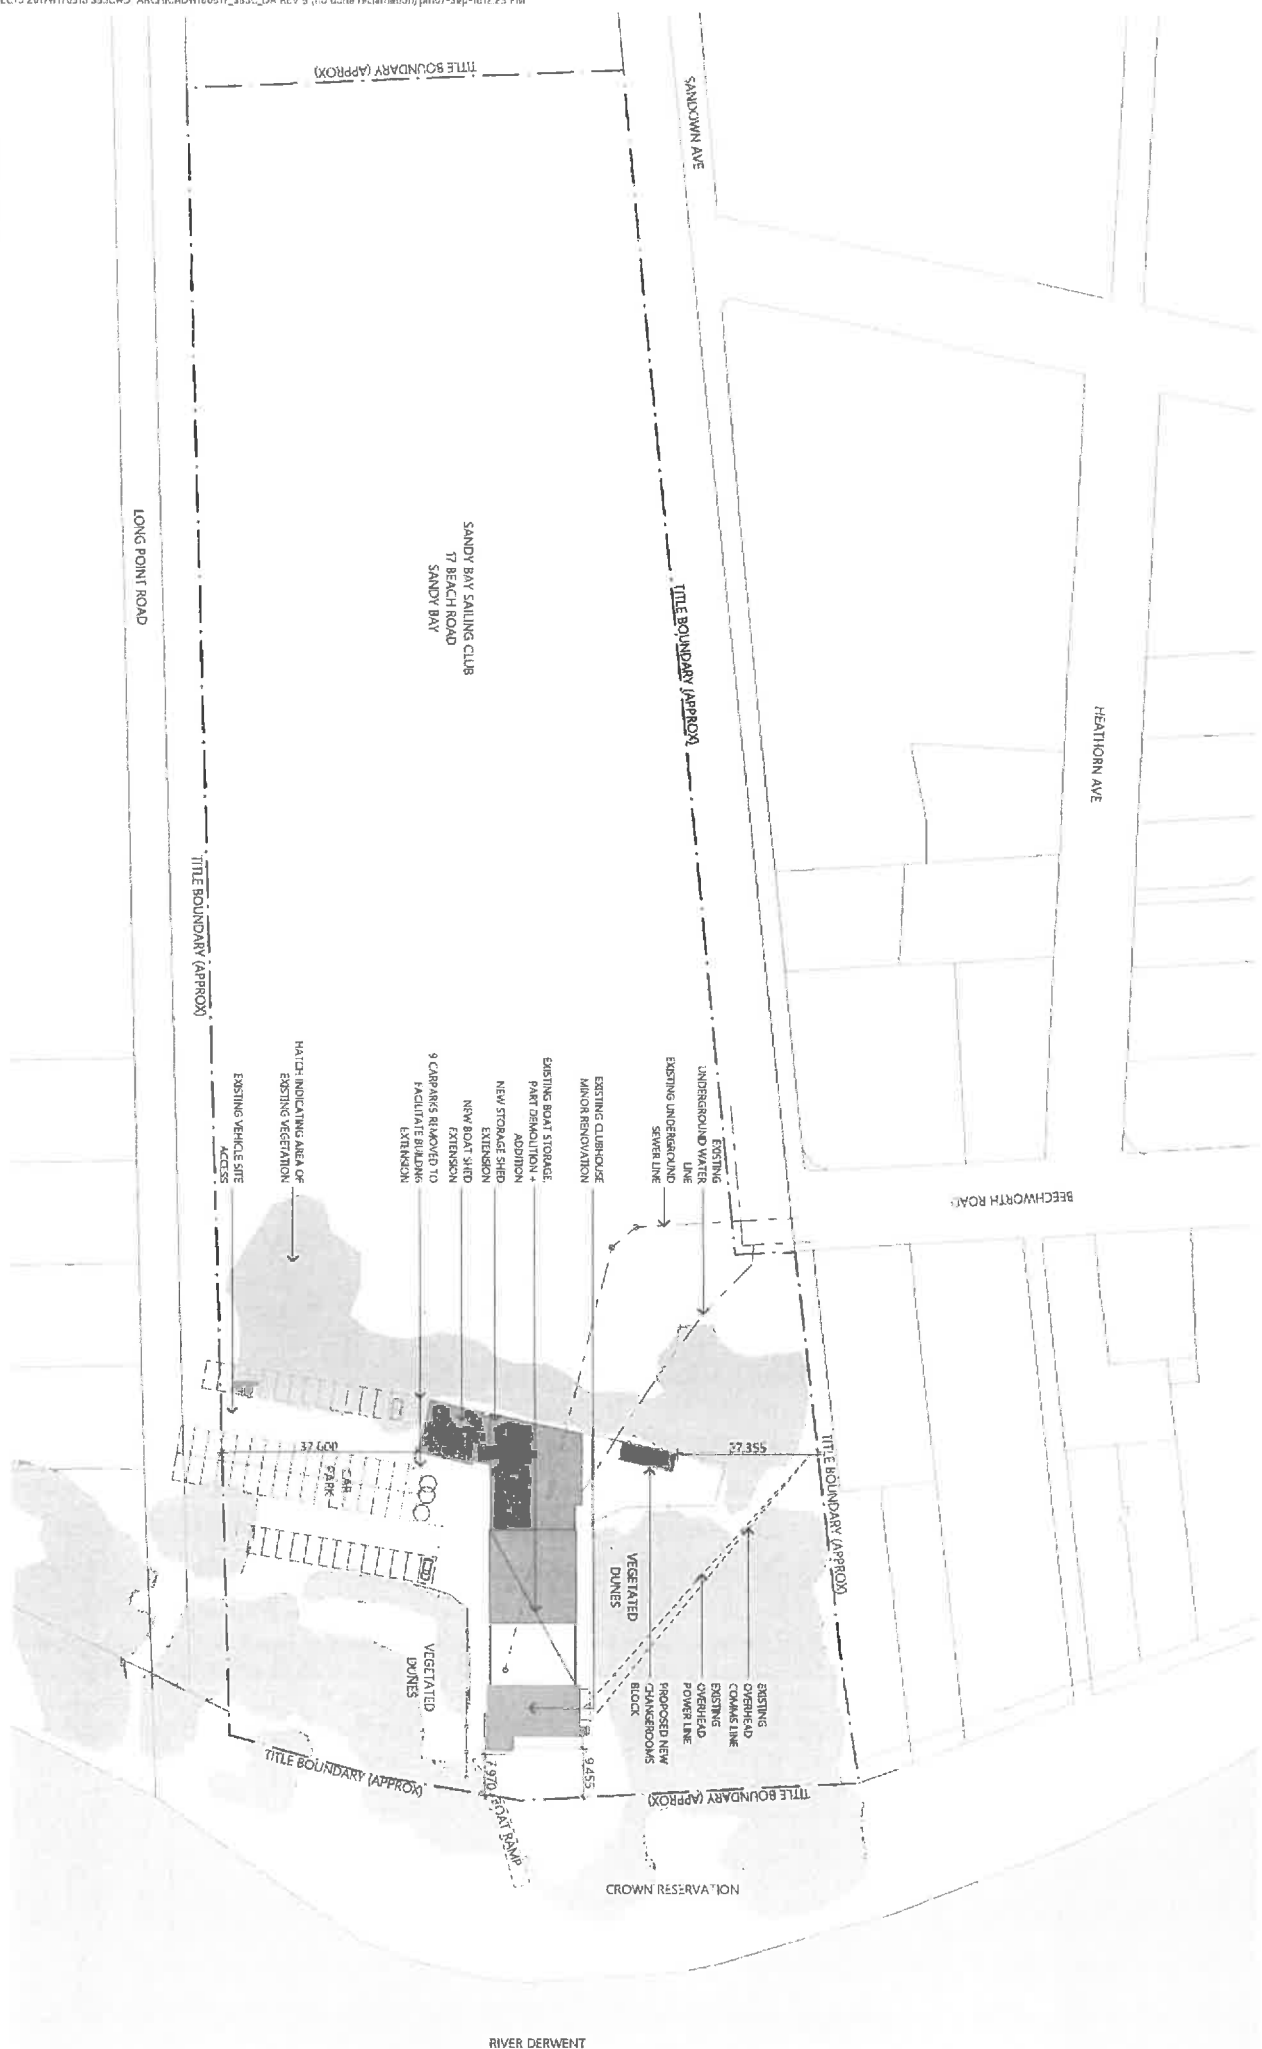 TITLE BOUNDARY (APPROX)
SANDOWN AVE
LONG POINT ROAD
SANDY BAY SAILING CLUB
17 BEACH ROAD
SANDY BAY
TITLE BOUNDARY (APPROX)
HEATHORN AVE
TITLE BOUNDARY (APPROX)
EXISTING VEHICLE SITE
ACCESS
HATCH INDICATING AREA OF
EXISTING VEGETATION
9 CARPARKS REMOVED TO
FACILITATE BUILDING
EXTENSION
NEW BOAT SHED
EXTENSION
NEW STORAGE SHED
EXTENSION
EXISTING BOAT STORAGE.
PART DEMOLITION +
ADDITION
EXISTING CLUBHOUSE
MINOR RENOVATION
EXISTING UNDERGROUND
SEWER LINE
EXISTING
UNDERGROUND WATER
LINE
BEECHWORTH ROAD
37.600
27.355
CAR
PARK
TITLE BOUNDARY (APPROX)
VEGETATED
DUNES
VEGETATED
DUNES
EXISTING
OVERHEAD
COMMS LINE
EXISTING
OVERHEAD
POWER LINE
PROPOSED NEW
CHANGEROOMS
BLOCK
TITLE BOUNDARY (APPROX)
9.455
BOAT RAMP
TITLE BOUNDARY (APPROX)
CROWN RESERVATION
RIVER DERWENT